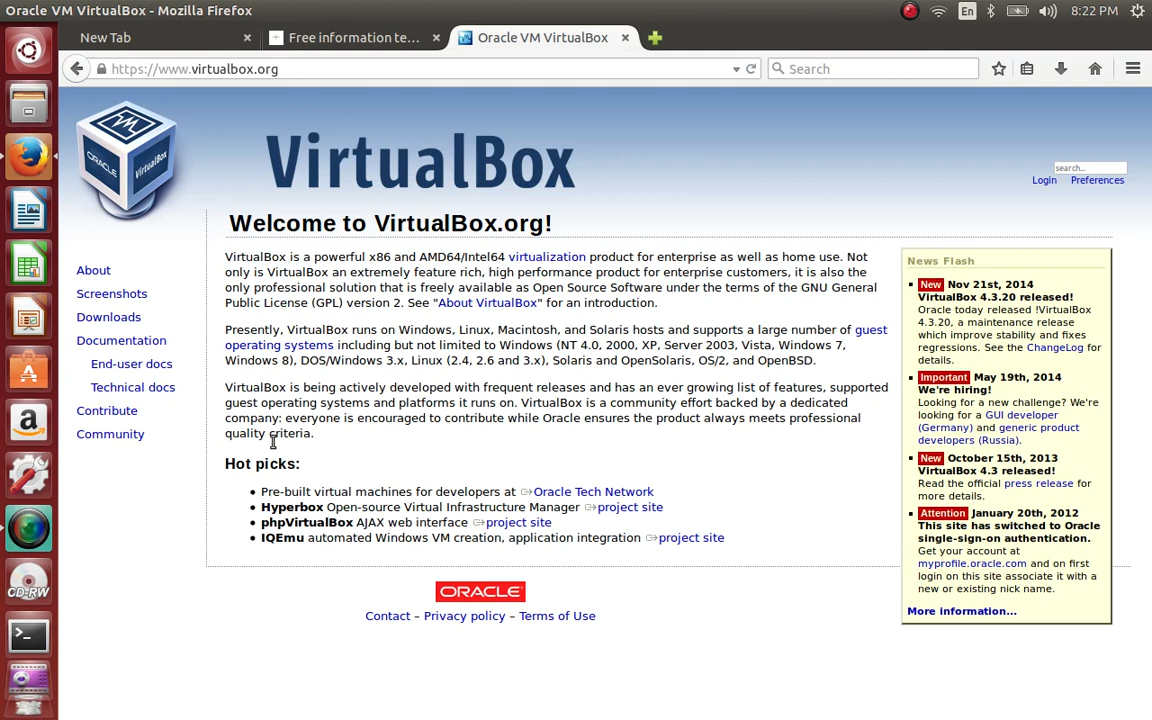 Oracle VM VirtualBox - Mozilla Firefox
En
8:22 PM
New Tab
Free information te...
Oracle VM VirtualBox
https://www.virtualbox.org
Search
ORACLE
VirtualBox
VirtualBox
search...
Login
Preferences
Welcome to VirtualBox.org!
About
Screenshots
Downloads
Documentation
End-user docs
Technical docs
Contribute
Community
VirtualBox is a powerful x86 and AMD64/Intel64 virtualization product for enterprise as well as home use. Not
only is VirtualBox an extremely feature rich, high performance product for enterprise customers, it is also the
only professional solution that is freely available as Open Source Software under the terms of the GNU General
Public License (GPL) version 2. See "About VirtualBox" for an introduction.
Presently, VirtualBox runs on Windows, Linux, Macintosh, and Solaris hosts and supports a large number of guest
operating systems including but not limited to Windows (NT 4.0, 2000, XP, Server 2003, Vista, Windows 7,
Windows 8), DOS/Windows 3.x, Linux (2.4, 2.6 and 3.x), Solaris and OpenSolaris, OS/2, and OpenBSD.
VirtualBox is being actively developed with frequent releases and has an ever growing list of features, supported
guest operating systems and platforms it runs on. VirtualBox is a community effort backed by a dedicated
company: everyone is encouraged to contribute while Oracle ensures the product always meets professional
quality criteria.
Hot picks:
• Pre-built virtual machines for developers at Oracle Tech Network
• Hyperbox Open-source Virtual Infrastructure Manager project site
• phpVirtualBox AJAX web interface project site
• IQEmu automated Windows VM creation, application integration project site
News Flash
New Nov 21st, 2014
VirtualBox 4.3.20 released!
Oracle today released !VirtualBox
4.3.20, a maintenance release
which improve stability and fixes
regressions. See the ChangeLog for
details.
Important May 19th, 2014
We're hiring!
Looking for a new challenge? We're
looking for a GUI developer
(Germany) and generic product
developers (Russia).
New October 15th, 2013
VirtualBox 4.3 released!
Read the official press release for
more details.
Attention January 20th, 2012
This site has switched to Oracle
single-sign-on authentication.
Get your account at
myprofile.oracle.com and on first
login on this site associate it with a
new or existing nick name.
More information...
ORACLE
Contact – Privacy policy – Terms of Use
CD-RW